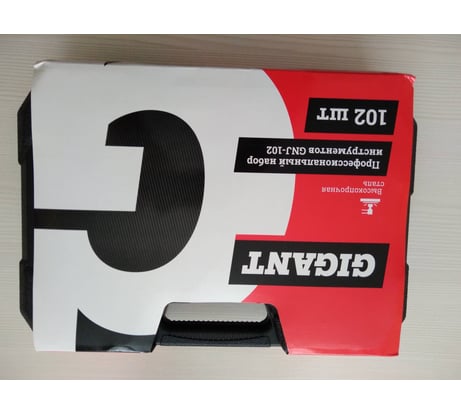 GIGANT
Высокопрочная
сталь
Профессиональный набор
инструментов GNJ-102
102 ШТ